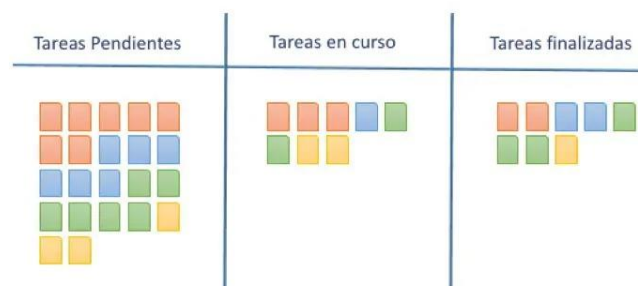 Tareas Pendientes
Tareas en curso
Tareas finalizadas